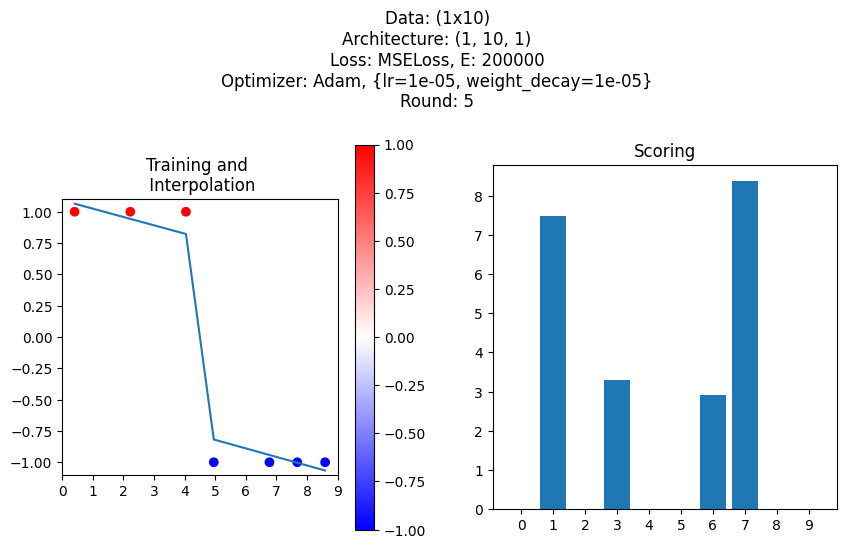 Data: (1x10)
Architecture: (1, 10, 1)
Loss: MSELoss, E: 200000
Optimizer: Adam, {lr=1e-05, weight_decay=1e-05}
Round: 5
Training and
Interpolation
1.00
0.75
0.50
0.25
0.00
−0.25
−0.50
−0.75
−1.00
0 1 2 3 4 5 6 7 8 9
1.00
0.75
0.50
0.25
0.00
−0.25
−0.50
−0.75
−1.00
Scoring
8
7
6
5
4
3
2
1
0
0 1 2 3 4 5 6 7 8 9